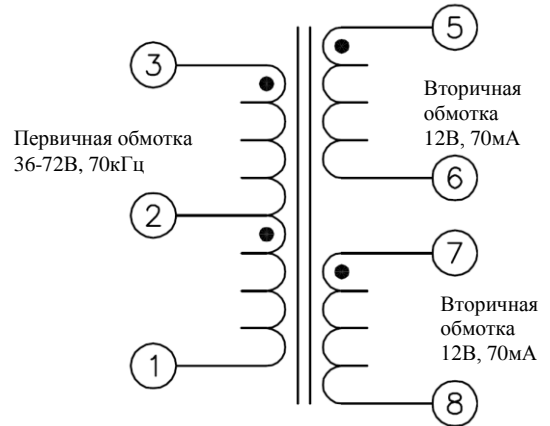 3
5
Вторичная
обмотка
12В, 70мА
Первичная обмотка
36-72В, 70кГц
6
2
7
Вторичная
обмотка
12В, 70мА
1
8